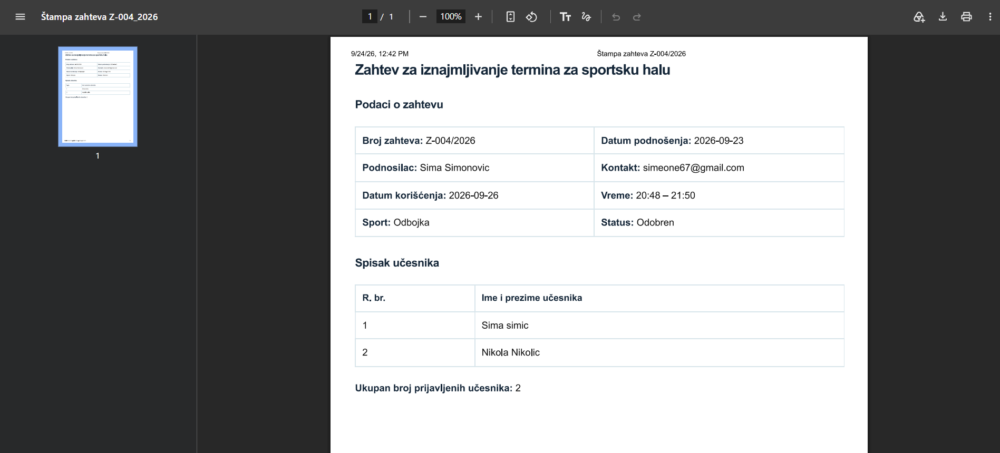 Štampa zahteva Z-004_2026
1 / 1
100%
1
9/24/26, 12:42 PM Štampa zahteva Z-004/2026
Zahtev za iznajmljivanje termina za sportsku halu
Podaci o zahtevu
Broj zahteva: Z-004/2026 Datum podnošenja: 2026-09-23
Podnosilac: Sima Simonovic Kontakt: simeone67@gmail.com
Datum korišćenja: 2026-09-26 Vreme: 20:48 – 21:50
Sport: Odbojka Status: Odobren
Spisak učesnika
R. br. Ime i prezime učesnika
1 Sima simic
2 Nikola Nikolic
Ukupan broj prijavljenih učesnika: 2